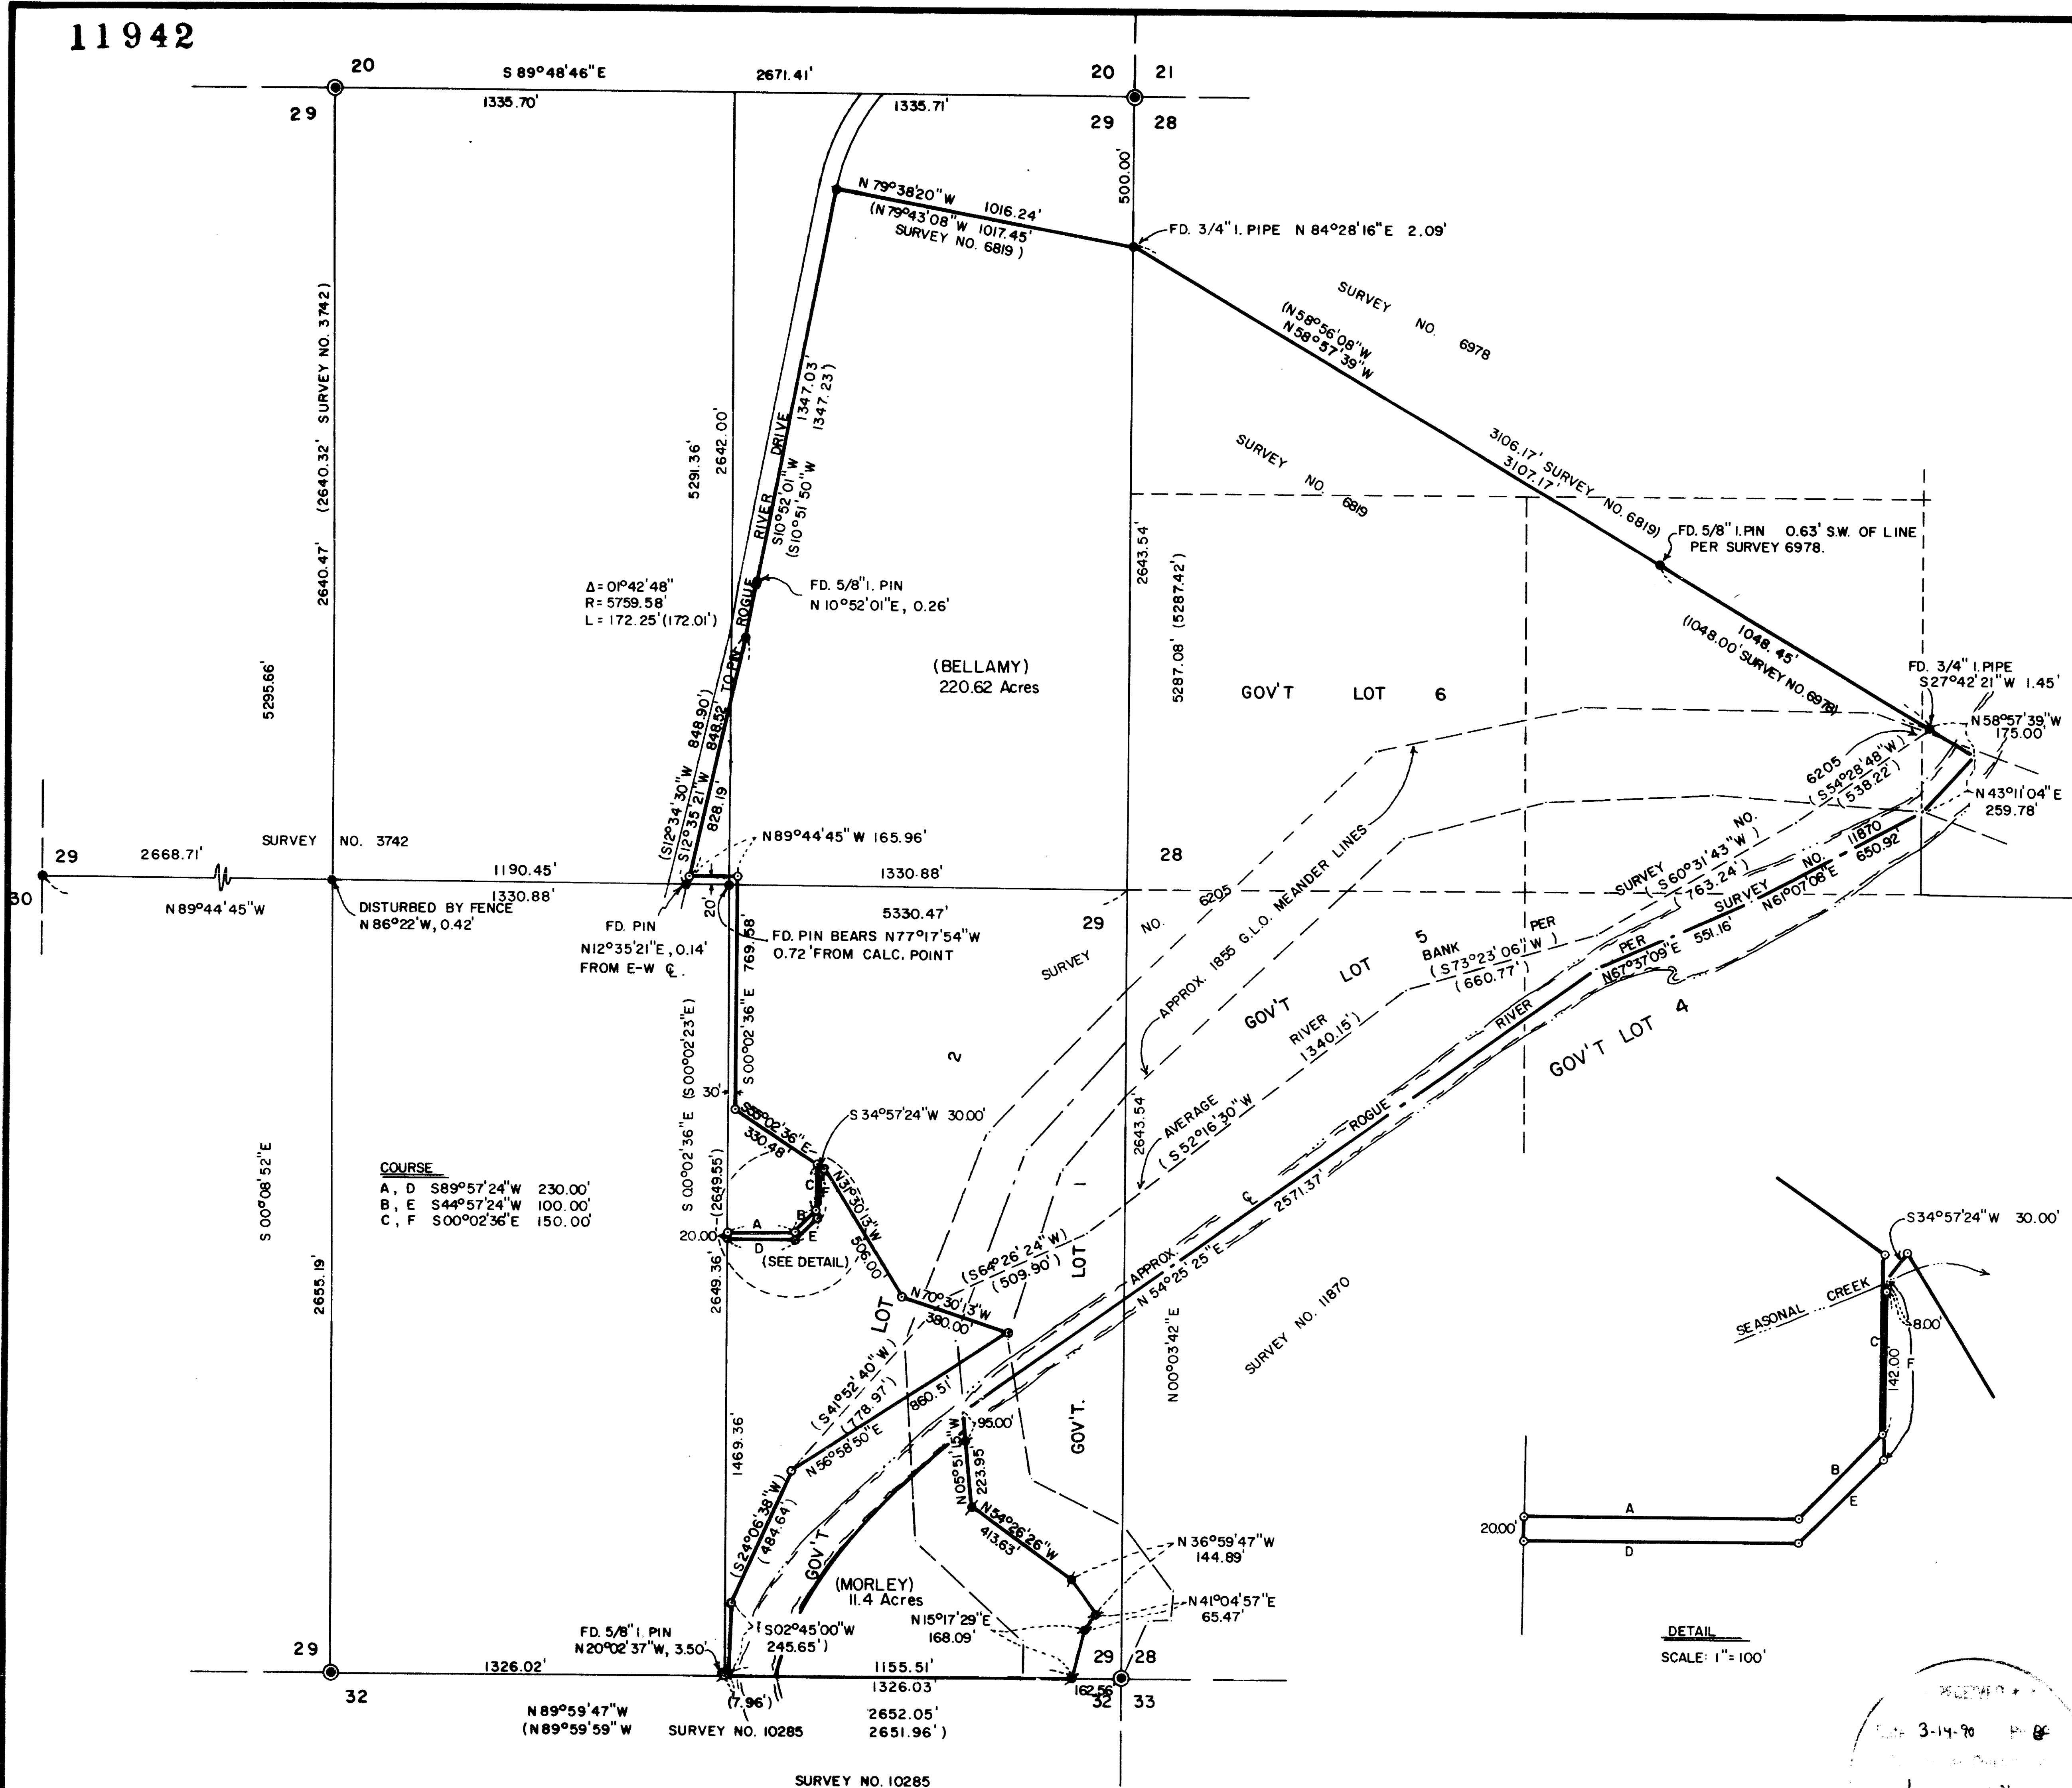 11942
20
S 89°48'46"E 2671.41'
20 21
29
1335.70'
1335.71'
29 28
500.00'
N 79°38'20"W 1016.24'
(N79°43'08"W 1017.45'
SURVEY NO. 6819 )
FD. 3/4" I. PIPE N 84°28'16"E 2.09'
SURVEY NO. 6978
(N58°56'08"W
N58°57'39"W
3106.17' SURVEY NO. 6819)
3107.17'
SURVEY NO. 6819
2640.47' (2640.32' SURVEY NO. 3742)
5291.36'
2642.00'
RIVER DRIVE
ROGUE
S10°52'01"W 1347.03'
(S10°51'50"W 1347.23')
2643.54'
5287.08' (5287.42')
FD. 5/8" I.PIN 0.63' S.W. OF LINE
PER SURVEY 6978.
1048.45'
(1048.00' SURVEY NO.6978)
Δ= 01°42'48"
R= 5759.58'
L= 172.25'(172.01')
FD. 5/8" I. PIN
N 10°52'01"E, 0.26'
(BELLAMY)
220.62 Acres
GOV'T LOT 6
FD. 3/4" I.PIPE
S27°42'21"W 1.45'
N58°57'39"W
175.00'
N43°11'04"E
259.78'
5295.66'
(S12°34'30"W 848.90')
S12°35'21"W 848.52' TO PIN
828.19'
N89°44'45"W 165.96'
6205
(S54°28'48"W)
(538.22')
SURVEY NO.
(S60°31'43"W)
(763.24')
SURVEY NO. 11870
N61°07'08"E 650.92'
29
30
2668.71'
N89°44'45"W
SURVEY NO. 3742
1190.45'
1330.88'
DISTURBED BY FENCE
N 86°22'W, 0.42'
FD. PIN
N12°35'21"E, 0.14'
FROM E-W ℄.
20'
1330.88'
5330.47'
28
29
FD. PIN BEARS N77°17'54"W
0.72' FROM CALC. POINT
SURVEY NO. 6205
APPROX. 1855 G.L.O. MEANDER LINES
GOV'T LOT 5
BANK PER
(S73°23'06"W)
(660.77')
PER
N67°37'09"E 551.16'
GOV'T LOT 4
S00°02'36"E 769.58'
S 00°02'36"E (S00°02'23"E)
30'
2
RIVER
1340.15')
AVERAGE
(S52°16'30"W
2643.54'
RIVER
ROGUE
℄
APPROX.
N 54°25'25"E 2571.37'
S55°02'36"E
330.48'
S 34°57'24"W 30.00'
COURSE
A, D S89°57'24"W 230.00'
B, E S44°57'24"W 100.00'
C, F S00°02'36"E 150.00'
S 00°08'52"E
(2649.55')
2649.36'
C
F
B
A
E
D
20.00'
(SEE DETAIL)
N31°30'13"W
506.00'
(S64°26'24"W)
(509.90')
LOT 1
GOV'T.
LOT
N70°30'13"W
380.00'
2655.19'
(S41°52'40"W)
(778.97')
N56°58'50"E 860.51'
N00°03'42"E
SURVEY NO. 11870
S34°57'24"W 30.00'
SEASONAL CREEK
8.00'
C
142.00'
F
B
E
A
20.00'
D
DETAIL
SCALE: 1"=100'
1469.36'
95.00'
N05°51'15"W
223.95
N54°26'26"W
413.63'
(S24°06'38"W)
(484.64')
GOV'T
(MORLEY)
11.4 Acres
N36°59'47"W
144.89'
N41°04'57"E
65.47'
N15°17'29"E
168.09'
FD. 5/8" I. PIN
N20°02'37"W, 3.50'
(S02°45'00"W
245.65')
29
32
1326.02'
1155.51'
1326.03'
162.56'
29 28
32 33
(7.96')
N89°59'47"W 2652.05'
(N89°59'59"W SURVEY NO. 10285 2651.96')
SURVEY NO. 10285
3-14-90